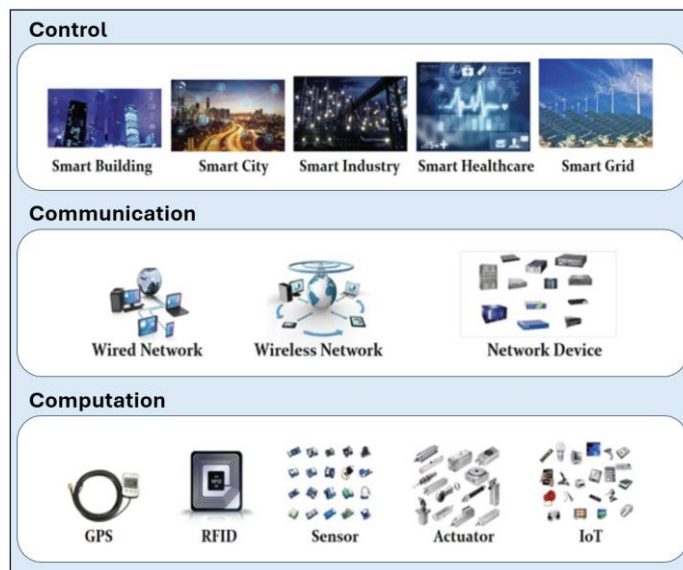 Control
Smart Building Smart City Smart Industry Smart Healthcare Smart Grid
Communication
Wired Network Wireless Network Network Device
Computation
GPS RFID Sensor Actuator IoT